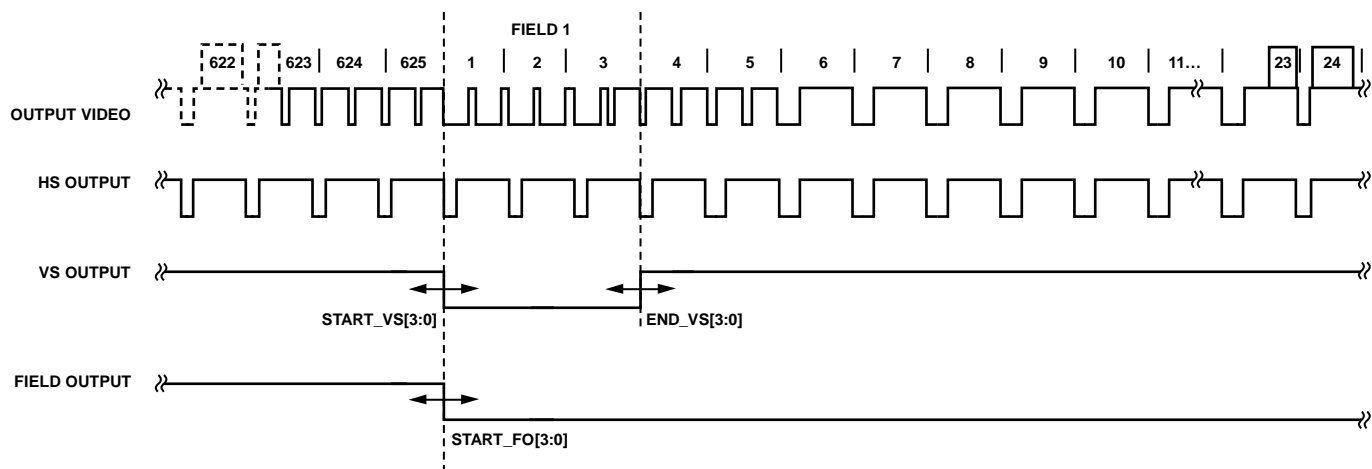 FIELD 1
622 623 624 625 1 2 3 4 5 6 7 8 9 10 11... 23 24
OUTPUT VIDEO
HS OUTPUT
VS OUTPUT
START_VS[3:0] END_VS[3:0]
FIELD OUTPUT
START_FO[3:0]